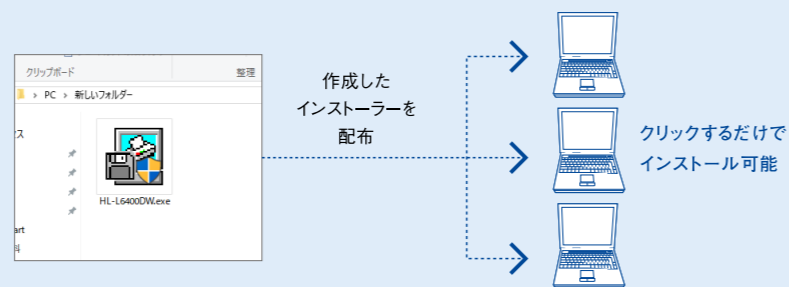 クリップボード
整理
> PC > 新しいフォルダー
ス
HL-L6400DW.exe
art
料
作成した
インストーラーを
配布
クリックするだけで
インストール可能